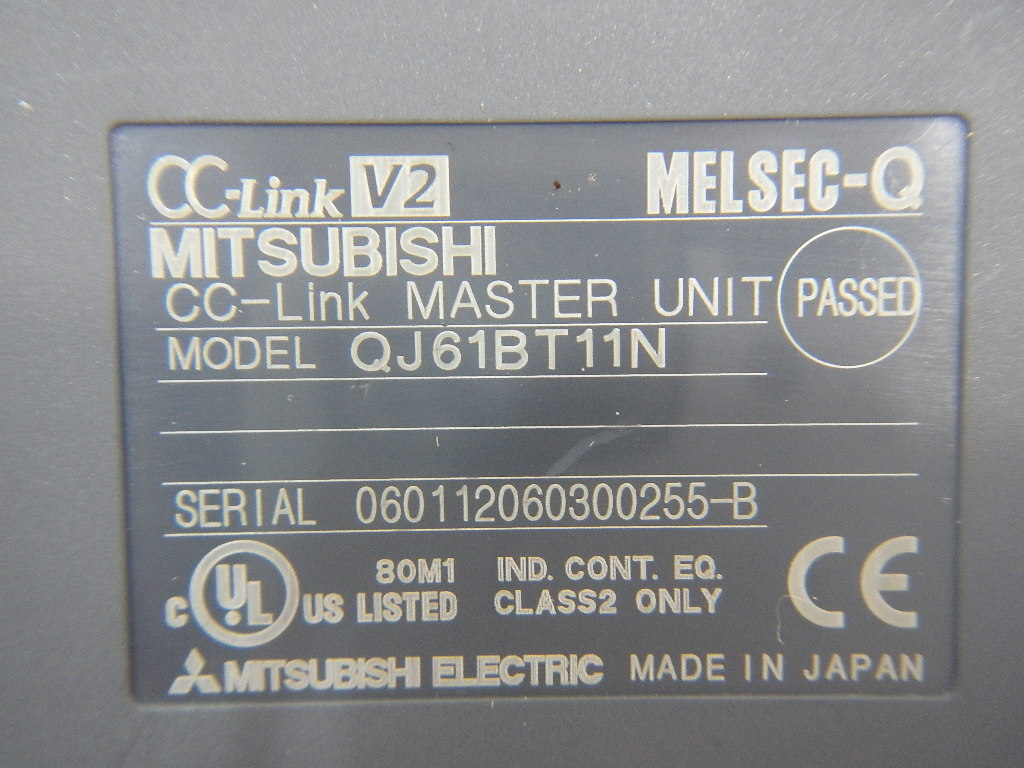 CC-Link V2 MELSEC-Q
MITSUBISHI
CC-Link MASTER UNIT PASSED
MODEL QJ61BT11N
SERIAL 060112060300255-B
C UL US LISTED 80M1 IND. CONT. EQ. CLASS2 ONLY CE
MITSUBISHI ELECTRIC MADE IN JAPAN